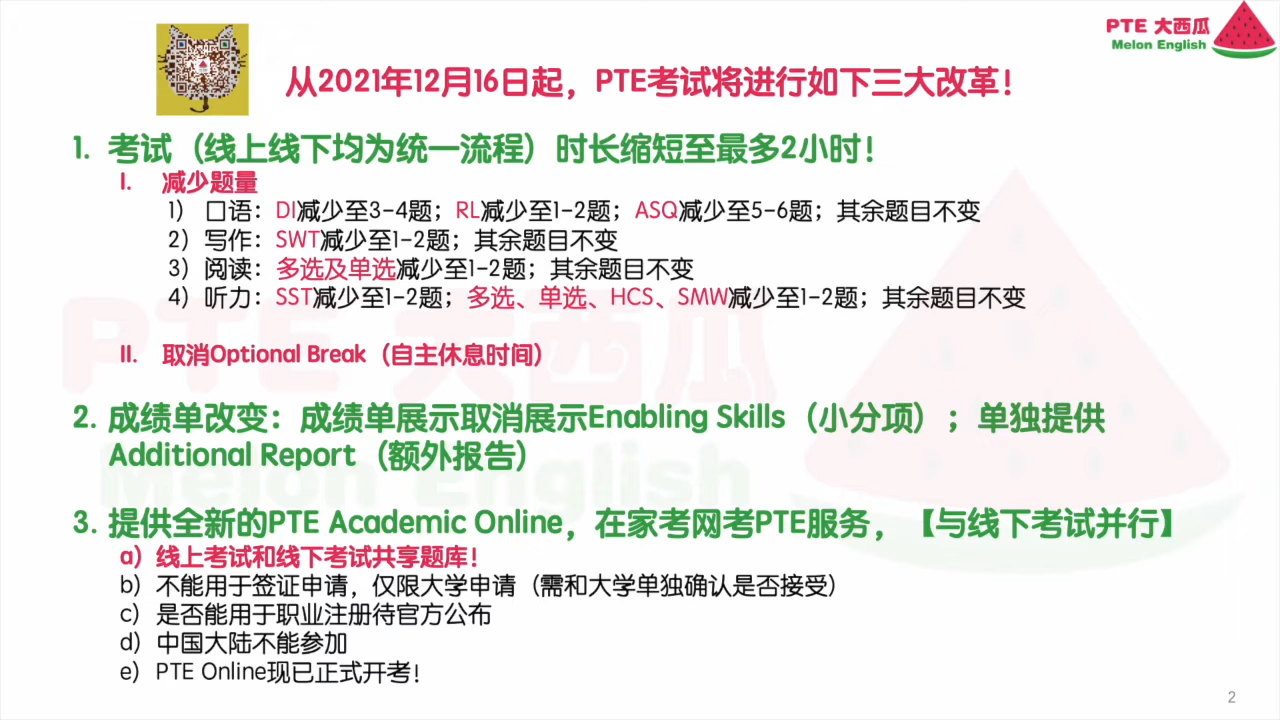 PTE 大西瓜
Melon English
从2021年12月16日起，PTE考试将进行如下三大改革！
1. 考试（线上线下均为统一流程）时长缩短至最多2小时！
I. 减少题量
1) 口语：DI减少至3-4题；RL减少至1-2题；ASQ减少至5-6题；其余题目不变
2) 写作：SWT减少至1-2题；其余题目不变
3) 阅读：多选及单选减少至1-2题；其余题目不变
4) 听力：SST减少至1-2题；多选、单选、HCS、SMW减少至1-2题；其余题目不变
II. 取消Optional Break（自主休息时间）
2. 成绩单改变：成绩单展示取消展示Enabling Skills（小分项）；单独提供
Additional Report（额外报告）
3. 提供全新的PTE Academic Online，在家考网考PTE服务，【与线下考试并行】
a) 线上考试和线下考试共享题库！
b) 不能用于签证申请，仅限大学申请（需和大学单独确认是否接受）
c) 是否能用于职业注册待官方公布
d) 中国大陆不能参加
e) PTE Online现已正式开考！
PTE 大西瓜
Melon English
2